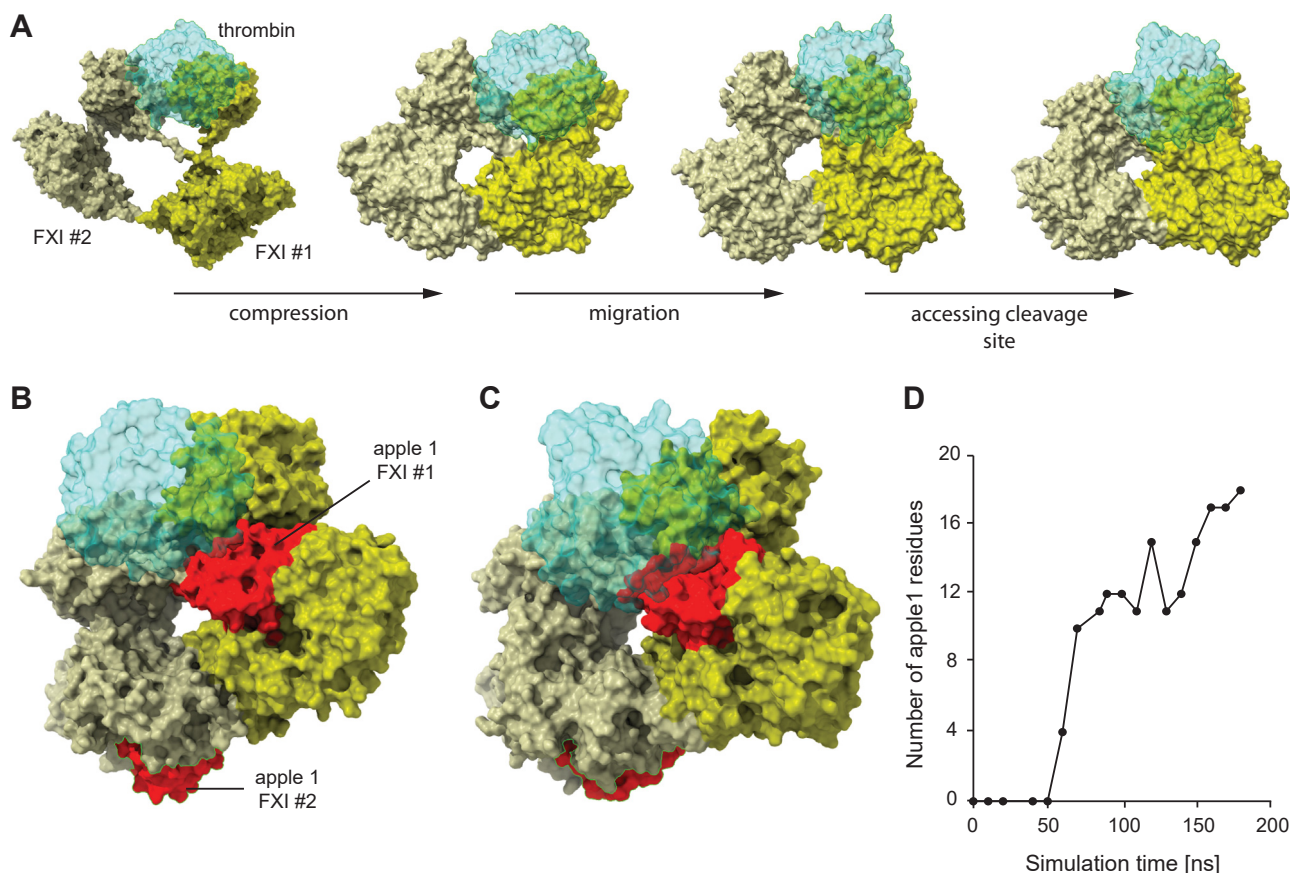 A
thrombin
FXI #2
FXI #1
compression
migration
accessing cleavage
site
B
apple 1
FXI #1
apple 1
FXI #2
C
D
Number of apple1 residues
20
16
12
8
4
0
0
50
100
150
200
Simulation time [ns]